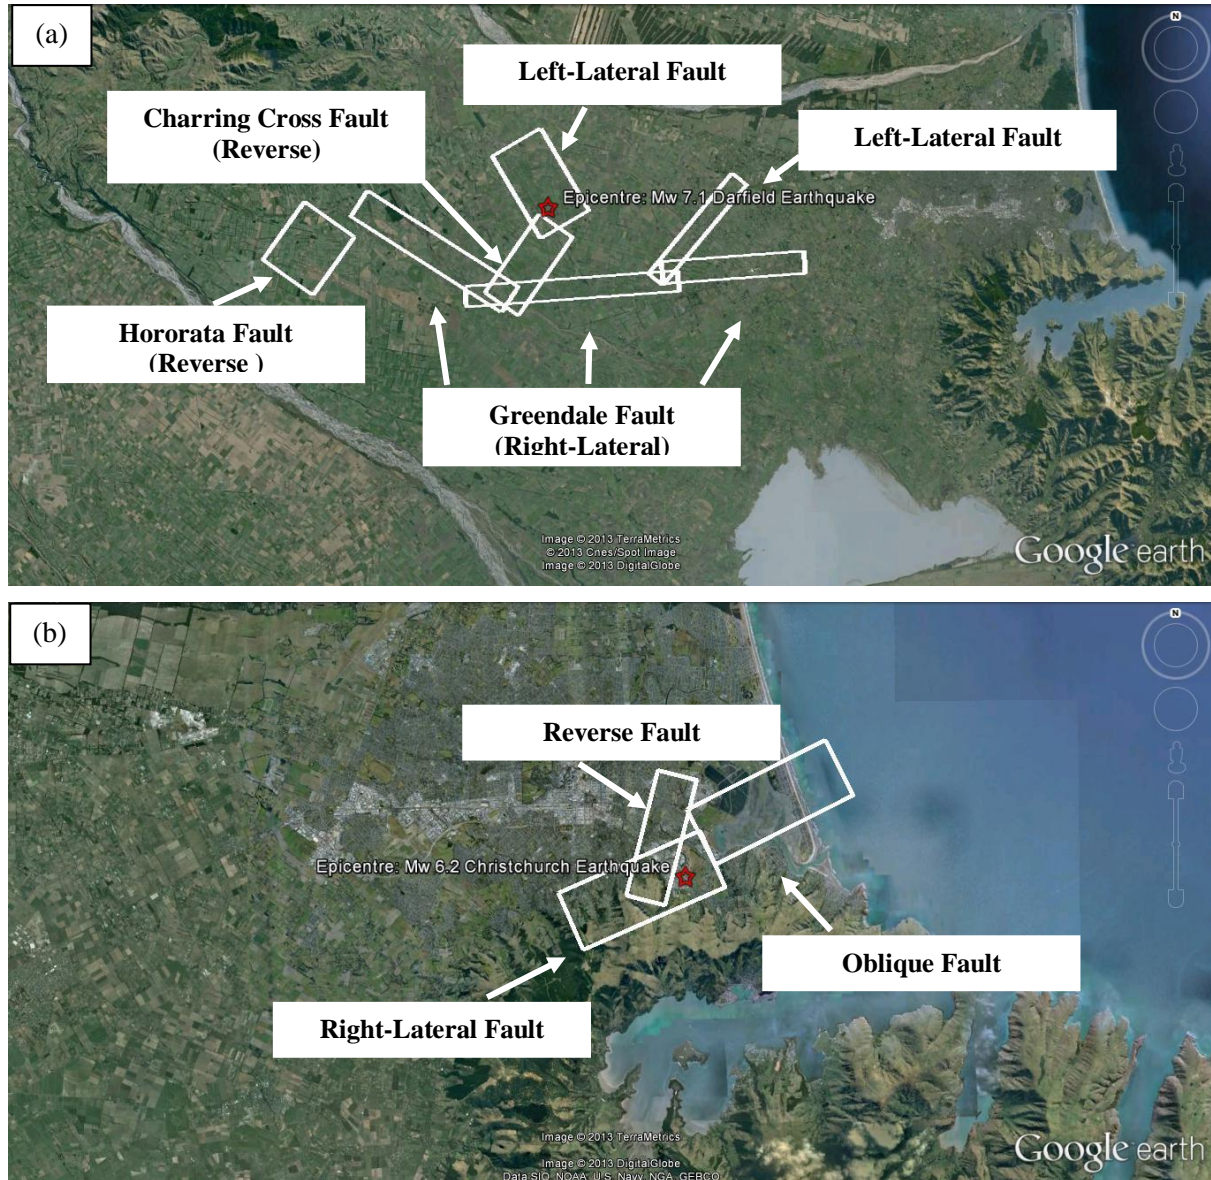 (a)
N
Left-Lateral Fault
Charring Cross Fault
(Reverse)
Left-Lateral Fault
Epicentre: Mw 7.1 Darfield Earthquake
Hororata Fault
(Reverse )
Greendale Fault
(Right-Lateral)
Image © 2013 TerraMetrics
© 2013 Cnes/Spot Image
Image © 2013 DigitalGlobe
Google earth
(b)
N
Reverse Fault
Epicentre: Mw 6.2 Christchurch Earthquake
Oblique Fault
Right-Lateral Fault
Image © 2013 TerraMetrics
Image © 2013 DigitalGlobe
Data SIO, NOAA, U.S. Navy, NGA, GEBCO
Google earth